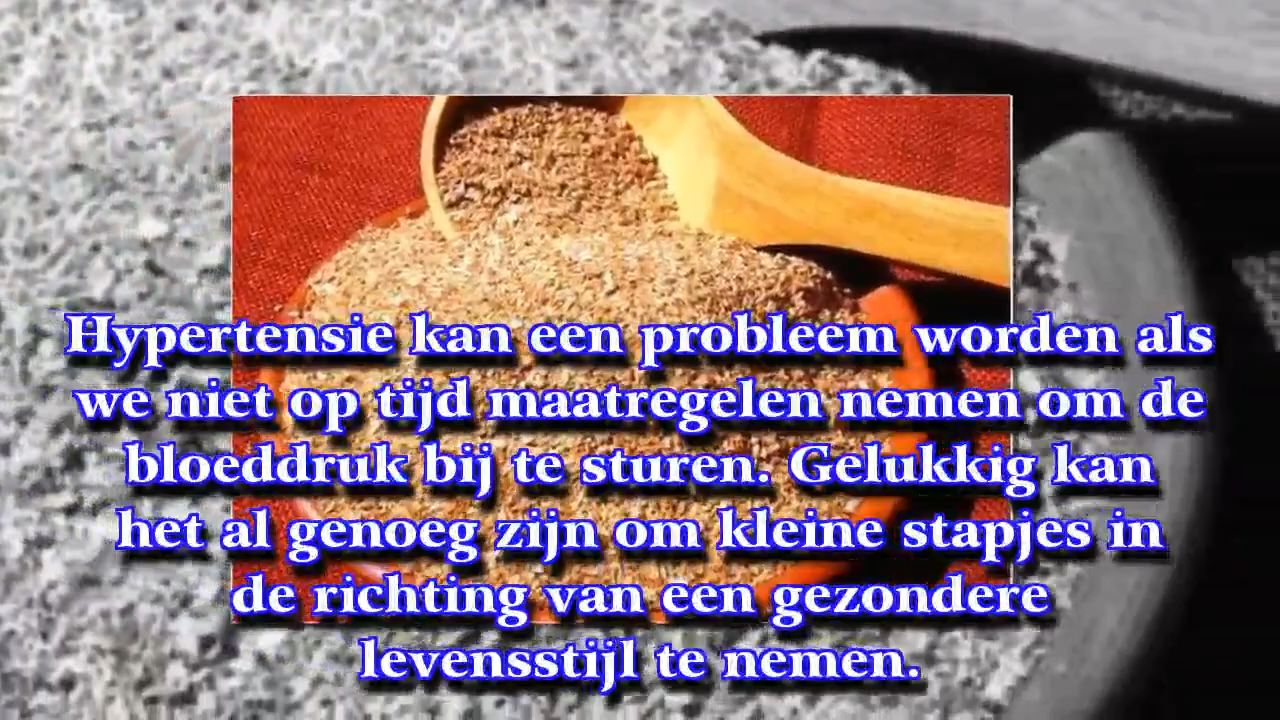 Hypertensie kan een probleem worden als
we niet op tijd maatregelen nemen om de
bloeddruk bij te sturen. Gelukkig kan
het al genoeg zijn om kleine stapjes in
de richting van een gezondere
levensstijl te nemen.